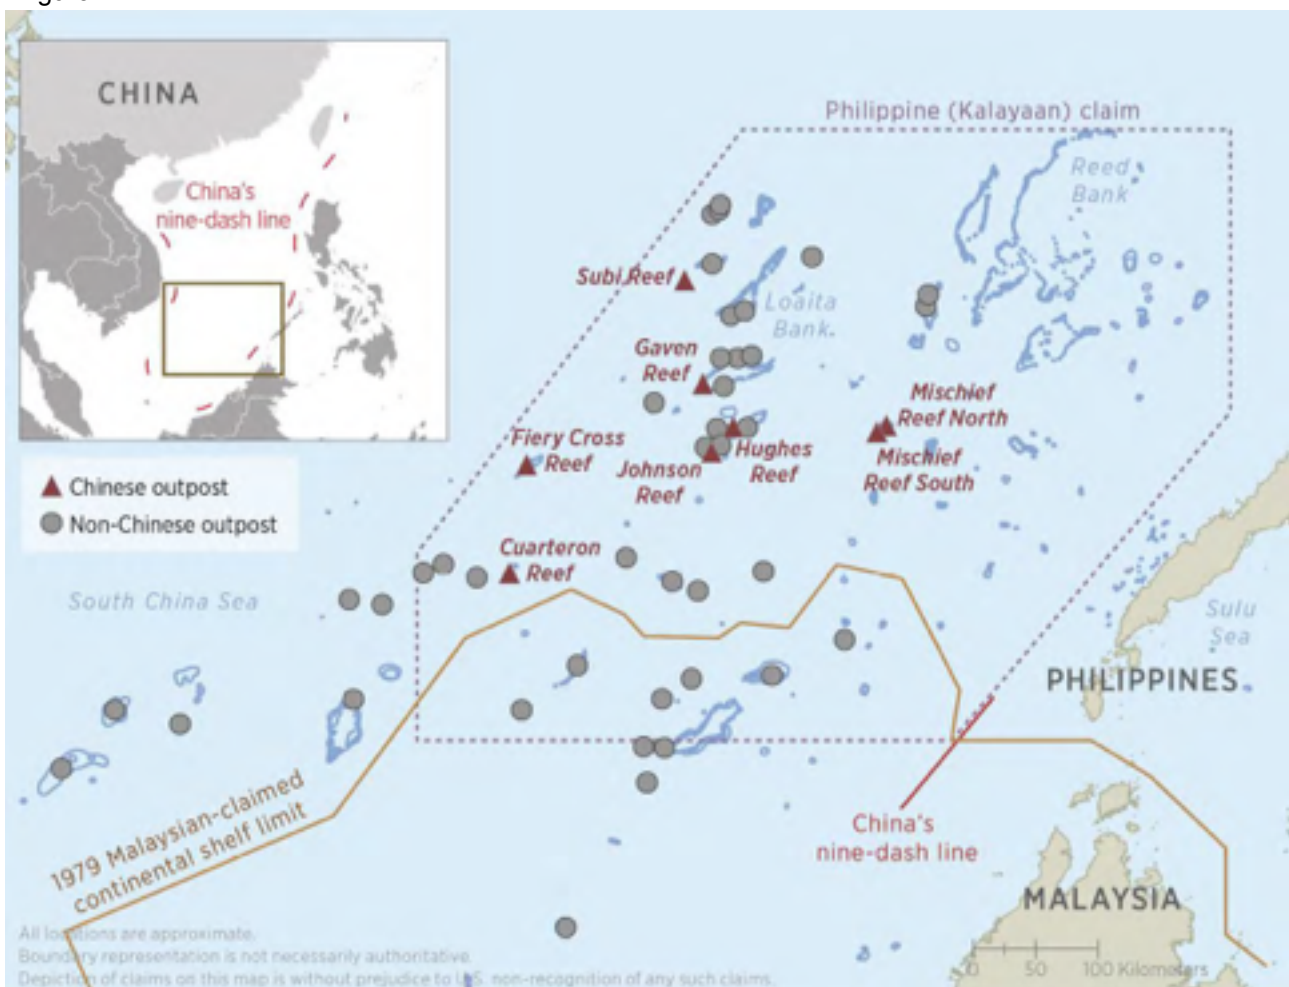 CHINA
China's
nine-dash line
Chinese outpost
Non-Chinese outpost
Philippine (Kalayaan) claim
Reed
Bank
Subi Reef
Loaita
Bank
Gaven
Reef
Mischief
Reef North
Fiery Cross
Reef
Hughes
Reef
Johnson
Reef
Mischief
Reef South
Cuarteron
Reef
South China Sea
Sulu
Sea
PHILIPPINES
1979 Malaysian-claimed
continental shelf limit
China's
nine-dash line
MALAYSIA
0 50 100 Kilometers
All locations are approximate.
Boundary representation is not necessarily authoritative.
Depiction of claims on this map is without prejudice to U.S. non-recognition of any such claims.